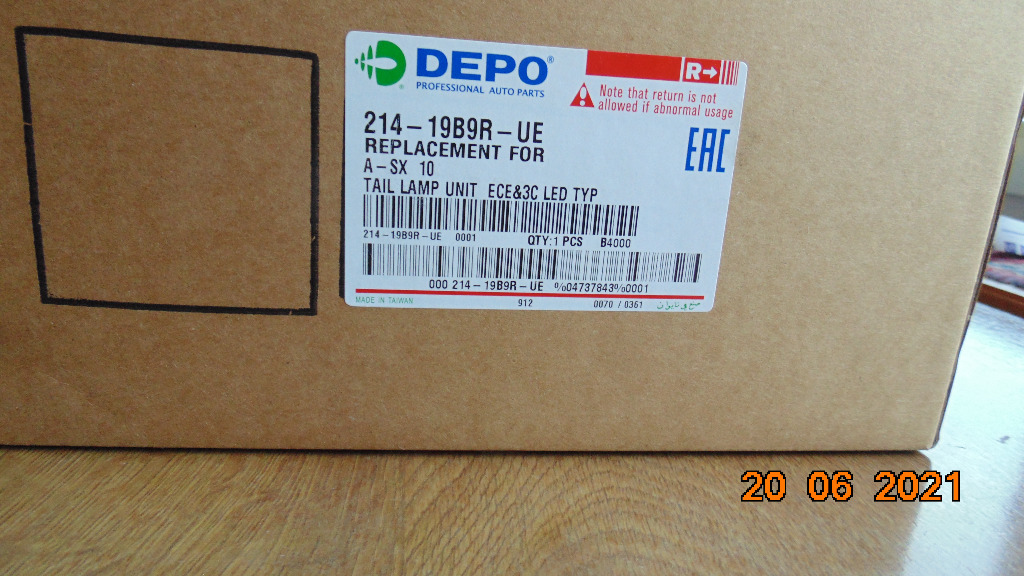 DEPO®
PROFESSIONAL AUTO PARTS
R→
Note that return is not
allowed if abnormal usage
214-19B9R-UE
REPLACEMENT FOR
A-SX 10
TAIL LAMP UNIT ECE&3C LED TYP
EAC
214-19B9R-UE 0001 QTY:1 PCS B4000
000 214-19B9R-UE %04737843%0001
MADE IN TAIWAN 912 0070 / 0361
20 06 2021